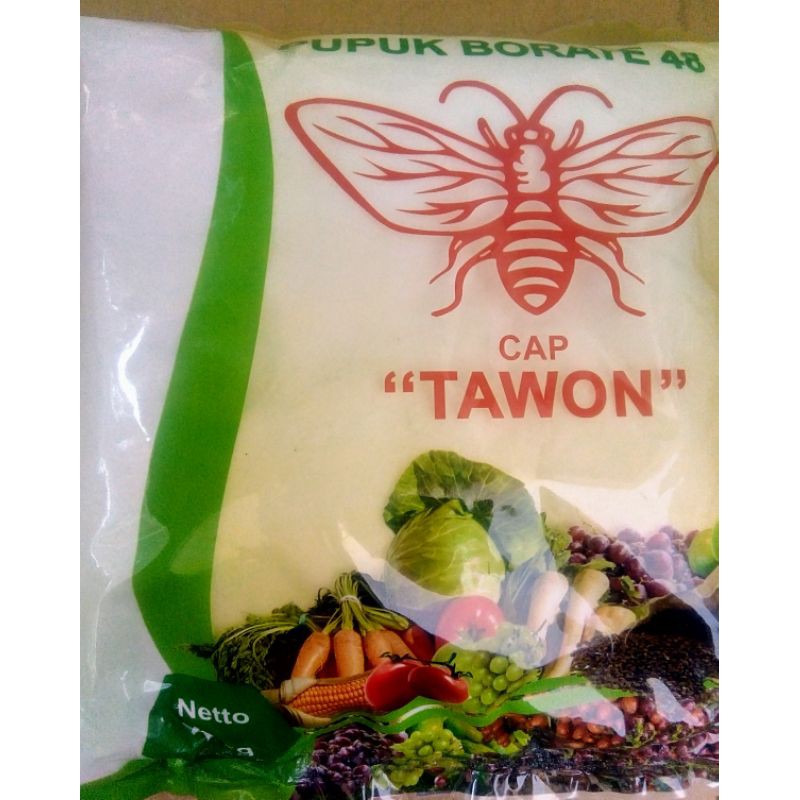 PUPUK BORATE 48
CAP
“TAWON”
Netto